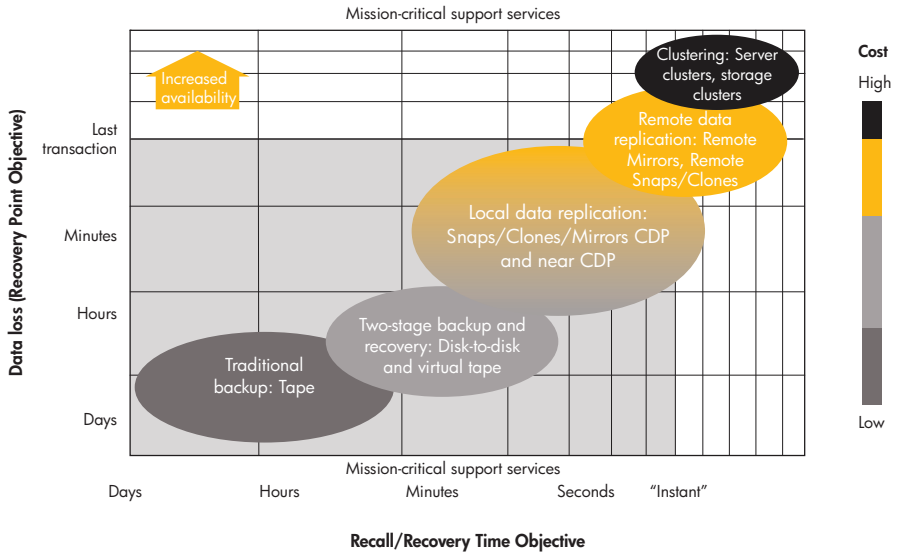 Mission-critical support services
Increased
availability
Clustering: Server
clusters, storage
clusters
Remote data
replication: Remote
Mirrors, Remote
Snaps/Clones
Local data replication:
Snaps/Clones/Mirrors CDP
and near CDP
Two-stage backup and
recovery: Disk-to-disk
and virtual tape
Traditional
backup: Tape
Data loss (Recovery Point Objective)
Last
transaction
Minutes
Hours
Days
Mission-critical support services
Days
Hours
Minutes
Seconds
“Instant”
Recall/Recovery Time Objective
Cost
High
Low